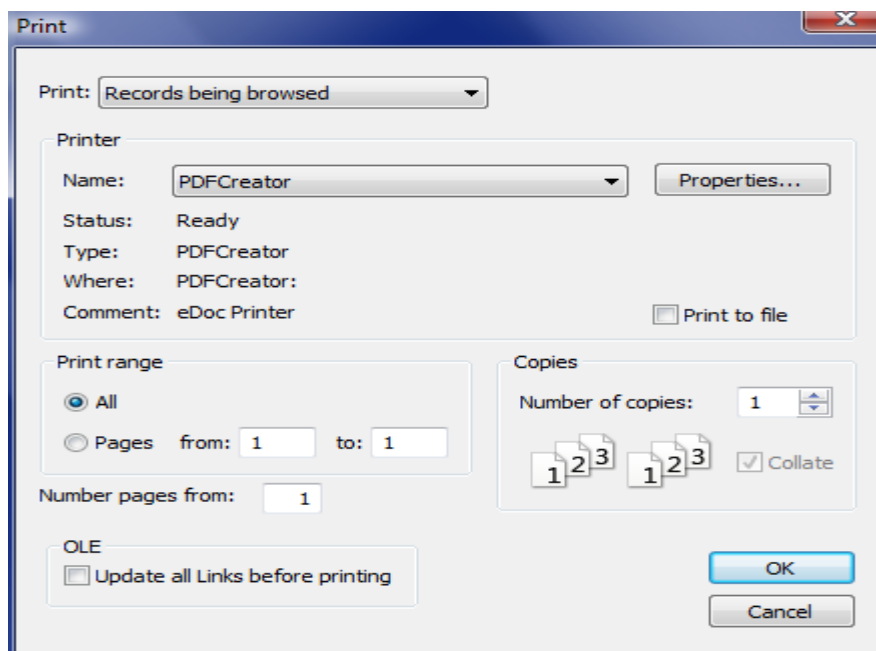 Print
Print: Records being browsed
Printer
Name: PDFCreator Properties...
Status: Ready
Type: PDFCreator
Where: PDFCreator:
Comment: eDoc Printer Print to file
Print range
All
Pages from: 1 to: 1
Copies
Number of copies: 1
1 2 3 1 2 3 Collate
Number pages from: 1
OLE
Update all Links before printing
OK
Cancel